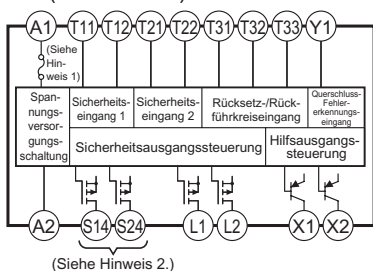 A1 T11 T12 T21 T22 T31 T32 T33 Y1
(Siehe
Hin-
weis 1)
Span-
nungs-
versor-
gungs-
schaltung
Sicherheits-
eingang 1
Sicherheits-
eingang 2
Rücksetz-/Rück-
führkreiseingang
Querschluss-
Fehler-
erkennungs-
eingang
Sicherheitsausgangssteuerung
Hilfsausgangs-
steuerung
A2 S14 S24 L1 L2 X1 X2
(Siehe Hinweis 2.)